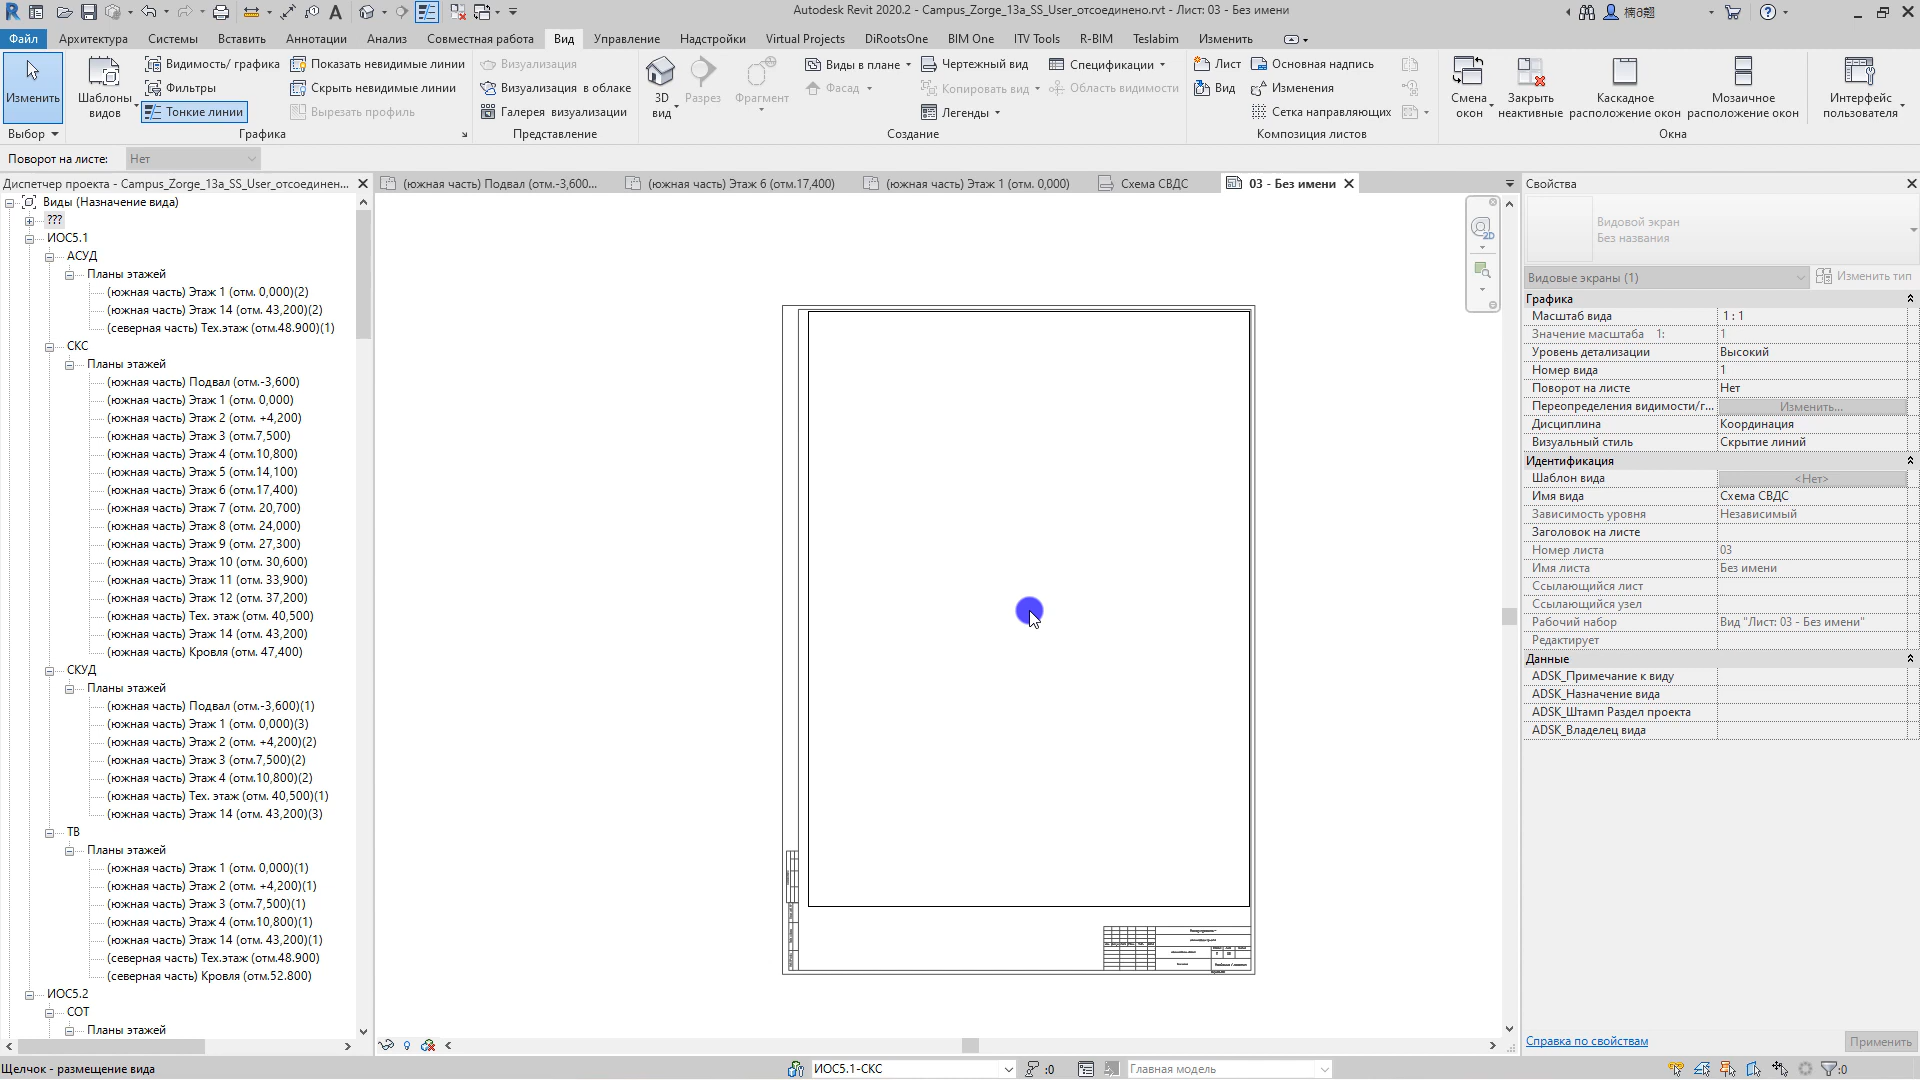 Autodesk Revit 2020.2 - Campus_Zorge_13a_SS_User_отсоединено.rvt - Лист: 03 - Без имени
Файл Архитектура Системы Вставить Аннотации Анализ Совместная работа Вид Управление Надстройки Virtual Projects DiRootsOne BIM One ITV Tools R-BIM Teslabim Изменить
Изменить
Выбор
Шаблоны видов
Видимость/ графика
Фильтры
Тонкие линии
Показать невидимые линии
Скрыть невидимые линии
Вырезать профиль
Графика
Визуализация
Визуализация в облаке
Галерея визуализации
Представление
3D вид
Разрез
Фрагмент
Виды в плане
Фасад
Чертежный вид
Копировать вид
Легенды
Спецификации
Область видимости
Создание
Лист
Вид
Основная надпись
Изменения
Сетка направляющих
Композиция листов
Смена окон
Закрыть неактивные
Каскадное расположение окон
Мозаичное расположение окон
Окна
Интерфейс пользователя
Поворот на листе: Нет
Диспетчер проекта - Campus_Zorge_13a_SS_User_отсоединен...
(южная часть) Подвал (отм.-3,600...
(южная часть) Этаж 6 (отм.17,400)
(южная часть) Этаж 1 (отм. 0,000)
Схема СВДС
03 - Без имени
Виды (Назначение вида)
???
ИОС5.1
АСУД
Планы этажей
(южная часть) Этаж 1 (отм. 0,000)(2)
(южная часть) Этаж 14 (отм. 43,200)(2)
(северная часть) Тех.этаж (отм.48.900)(1)
СКС
Планы этажей
(южная часть) Подвал (отм.-3,600)
(южная часть) Этаж 1 (отм. 0,000)
(южная часть) Этаж 2 (отм. +4,200)
(южная часть) Этаж 3 (отм.7,500)
(южная часть) Этаж 4 (отм.10,800)
(южная часть) Этаж 5 (отм.14,100)
(южная часть) Этаж 6 (отм.17,400)
(южная часть) Этаж 7 (отм. 20,700)
(южная часть) Этаж 8 (отм. 24,000)
(южная часть) Этаж 9 (отм. 27,300)
(южная часть) Этаж 10 (отм. 30,600)
(южная часть) Этаж 11 (отм. 33,900)
(южная часть) Этаж 12 (отм. 37,200)
(южная часть) Тех. этаж (отм. 40,500)
(южная часть) Этаж 14 (отм. 43,200)
(южная часть) Кровля (отм. 47,400)
СКУД
Планы этажей
(южная часть) Подвал (отм.-3,600)(1)
(южная часть) Этаж 1 (отм. 0,000)(3)
(южная часть) Этаж 2 (отм. +4,200)(2)
(южная часть) Этаж 3 (отм.7,500)(2)
(южная часть) Этаж 4 (отм.10,800)(2)
(южная часть) Тех. этаж (отм. 40,500)(1)
(южная часть) Этаж 14 (отм. 43,200)(3)
ТВ
Планы этажей
(южная часть) Этаж 1 (отм. 0,000)(1)
(южная часть) Этаж 2 (отм. +4,200)(1)
(южная часть) Этаж 3 (отм.7,500)(1)
(южная часть) Этаж 4 (отм.10,800)(1)
(южная часть) Этаж 14 (отм. 43,200)(1)
(северная часть) Тех.этаж (отм.48.900)
(северная часть) Кровля (отм.52.800)
ИОС5.2
СОТ
Планы этажей
2D
Свойства
Видовой экран
Без названия
Видовые экраны (1)
Изменить тип
Графика
Масштаб вида 1 : 1
Значение масштаба 1: 1
Уровень детализации Высокий
Номер вида 1
Поворот на листе Нет
Переопределения видимости/г... Изменить...
Дисциплина Координация
Визуальный стиль Скрытие линий
Идентификация
Шаблон вида <Нет>
Имя вида Схема СВДС
Зависимость уровня Независимый
Заголовок на листе
Номер листа 03
Имя листа Без имени
Ссылающийся лист
Ссылающийся узел
Рабочий набор Вид "Лист: 03 - Без имени"
Редактирует
Данные
ADSK_Примечание к виду
ADSK_Назначение вида
ADSK_Штамп Раздел проекта
ADSK_Владелец вида
Справка по свойствам
Применить
Щелчок - размещение вида
ИОС5.1-СКС
:0
Главная модель
:0